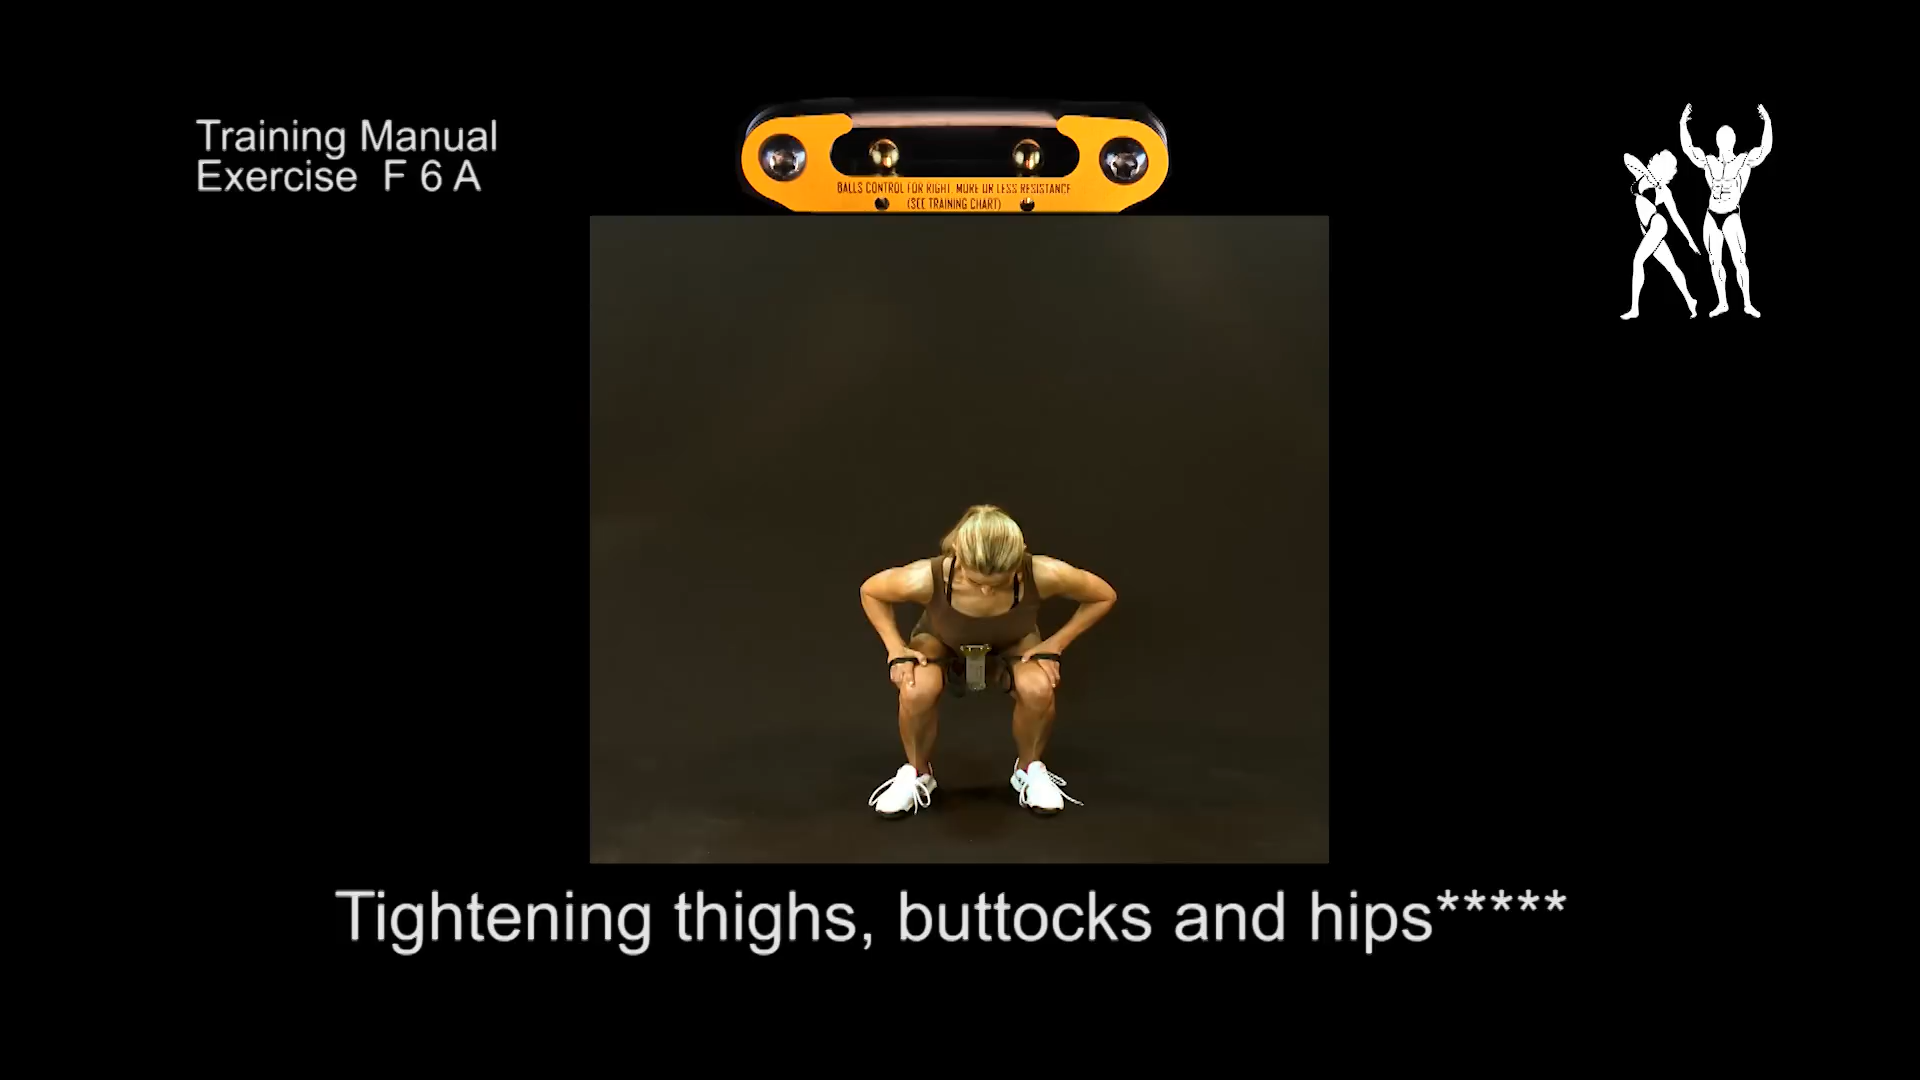 Training Manual
Exercise F 6 A
BALLS CONTROL FOR RIGHT, MORE OR LESS RESISTANCE
(SEE TRAINING CHART)
Tightening thighs, buttocks and hips*****